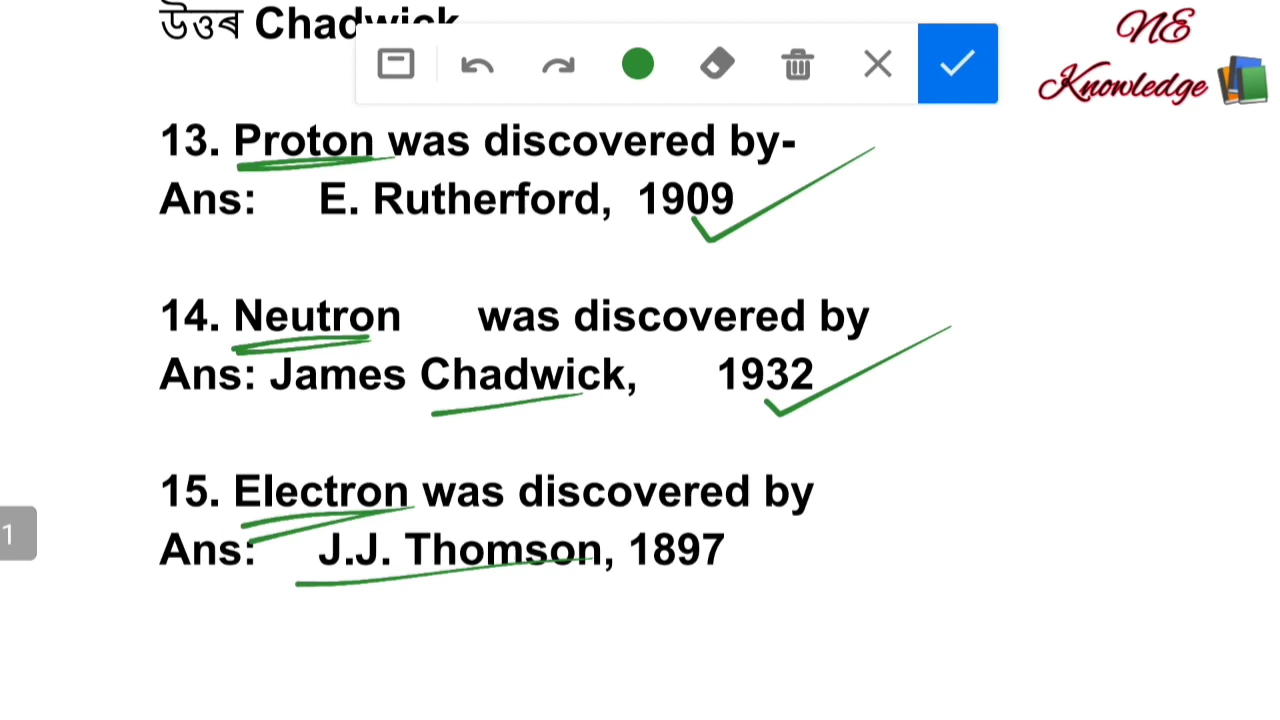 উত্তৰ Chadwick
NE
Knowledge
13. Proton was discovered by-
Ans: E. Rutherford, 1909
14. Neutron was discovered by
Ans: James Chadwick, 1932
15. Electron was discovered by
1
Ans: J.J. Thomson, 1897